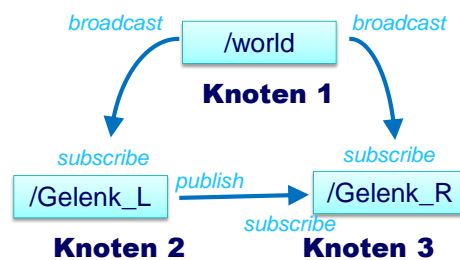 broadcast
broadcast
/world
Knoten 1
subscribe
subscribe
/Gelenk_L
publish
/Gelenk_R
subscribe
Knoten 2
Knoten 3